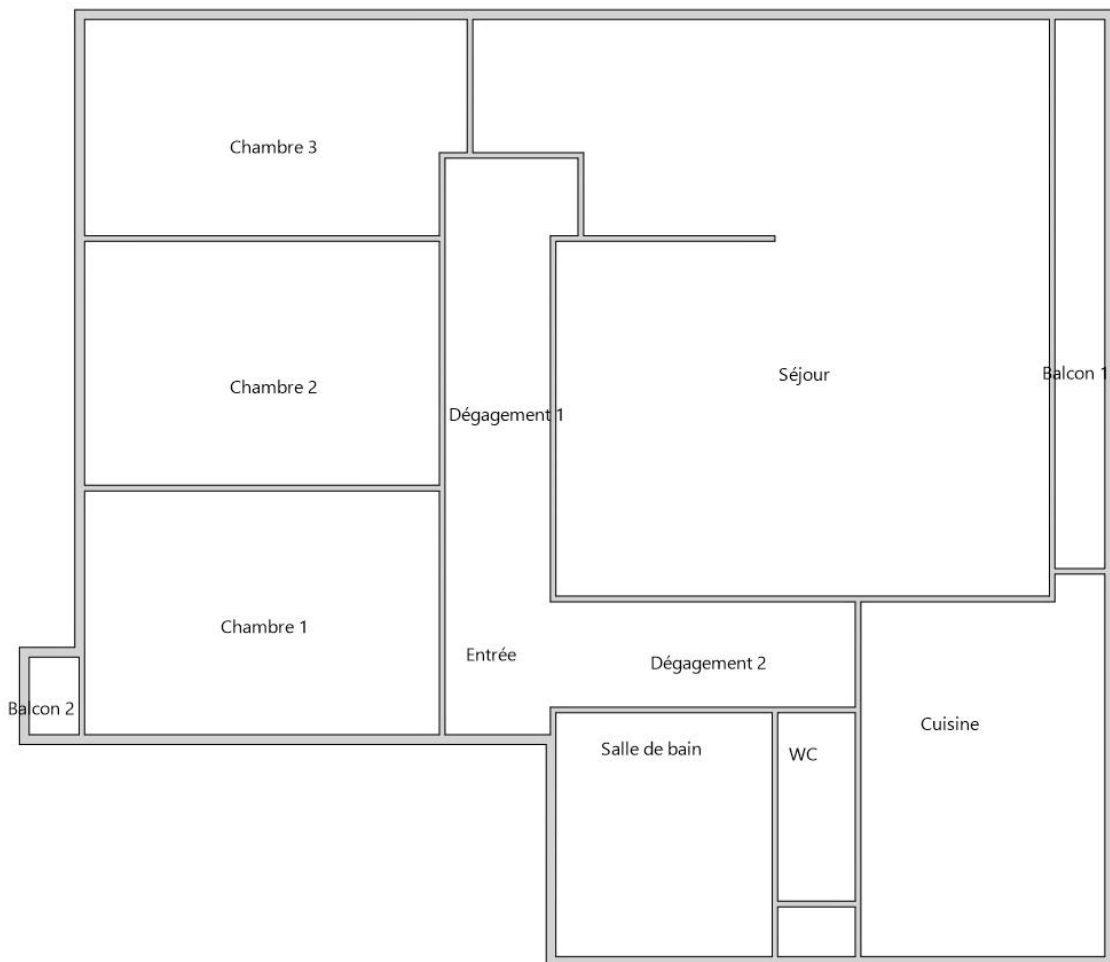 Chambre 3
Chambre 2
Séjour
Balcon 1
Dégagement 1
Chambre 1
Entrée
Dégagement 2
Balcon 2
Cuisine
Salle de bain
WC